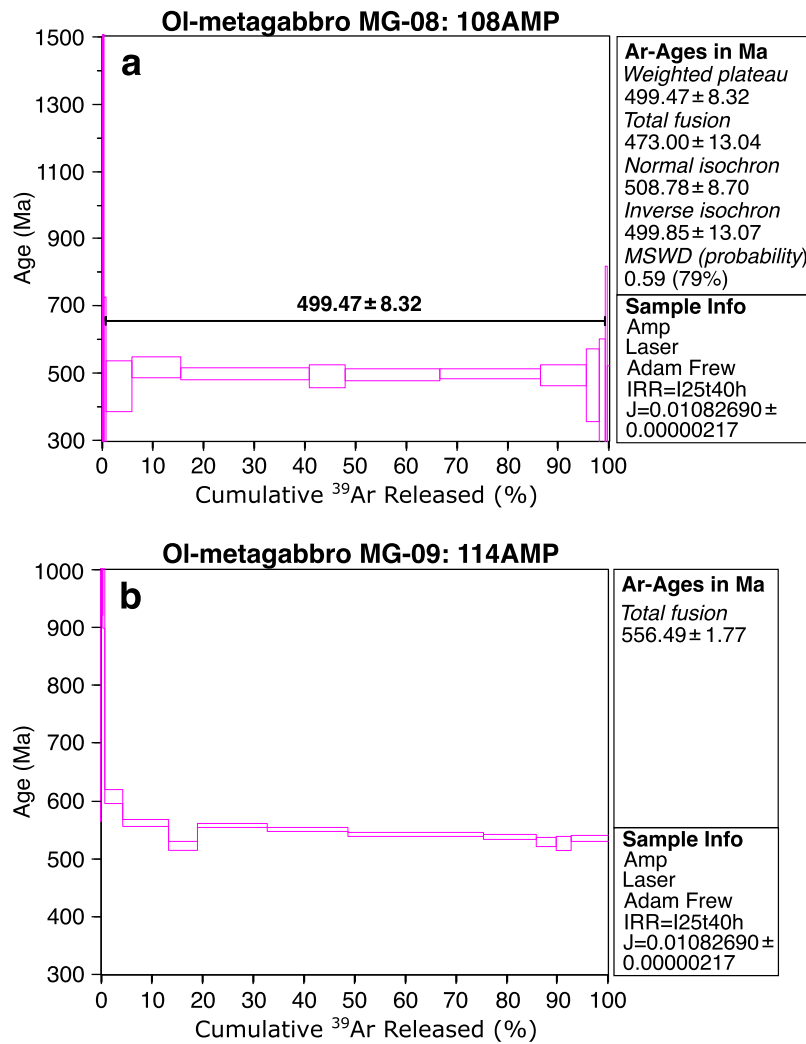 Ol-metagabbro MG-08: 108AMP
a
Age (Ma)
1500
1300
1100
900
700
500
300
499.47±8.32
0 10 20 30 40 50 60 70 80 90 100
Cumulative ³⁹Ar Released (%)
Ar-Ages in Ma
Weighted plateau
499.47±8.32
Total fusion
473.00±13.04
Normal isochron
508.78±8.70
Inverse isochron
499.85±13.07
MSWD (probability)
0.59 (79%)
Sample Info
Amp
Laser
Adam Frew
IRR=I25t40h
J=0.01082690±
0.00000217
Ol-metagabbro MG-09: 114AMP
b
Age (Ma)
1000
900
800
700
600
500
400
300
0 10 20 30 40 50 60 70 80 90 100
Cumulative ³⁹Ar Released (%)
Ar-Ages in Ma
Total fusion
556.49±1.77
Sample Info
Amp
Laser
Adam Frew
IRR=I25t40h
J=0.01082690±
0.00000217